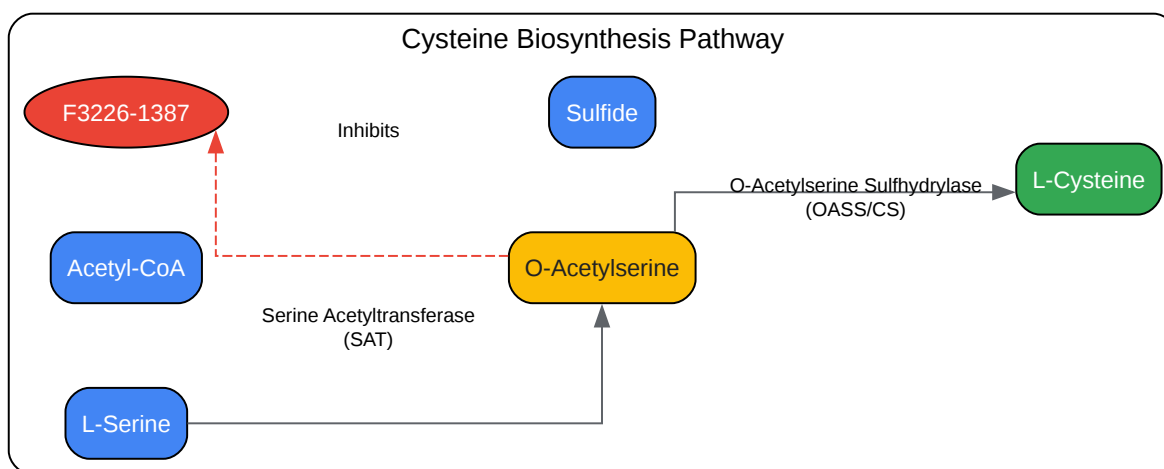 Cysteine Biosynthesis Pathway
F3226-1387
Inhibits
Sulfide
O-Acetylserine Sulfhydrylase
(OASS/CS)
L-Cysteine
Acetyl-CoA
O-Acetylserine
Serine Acetyltransferase
(SAT)
L-Serine